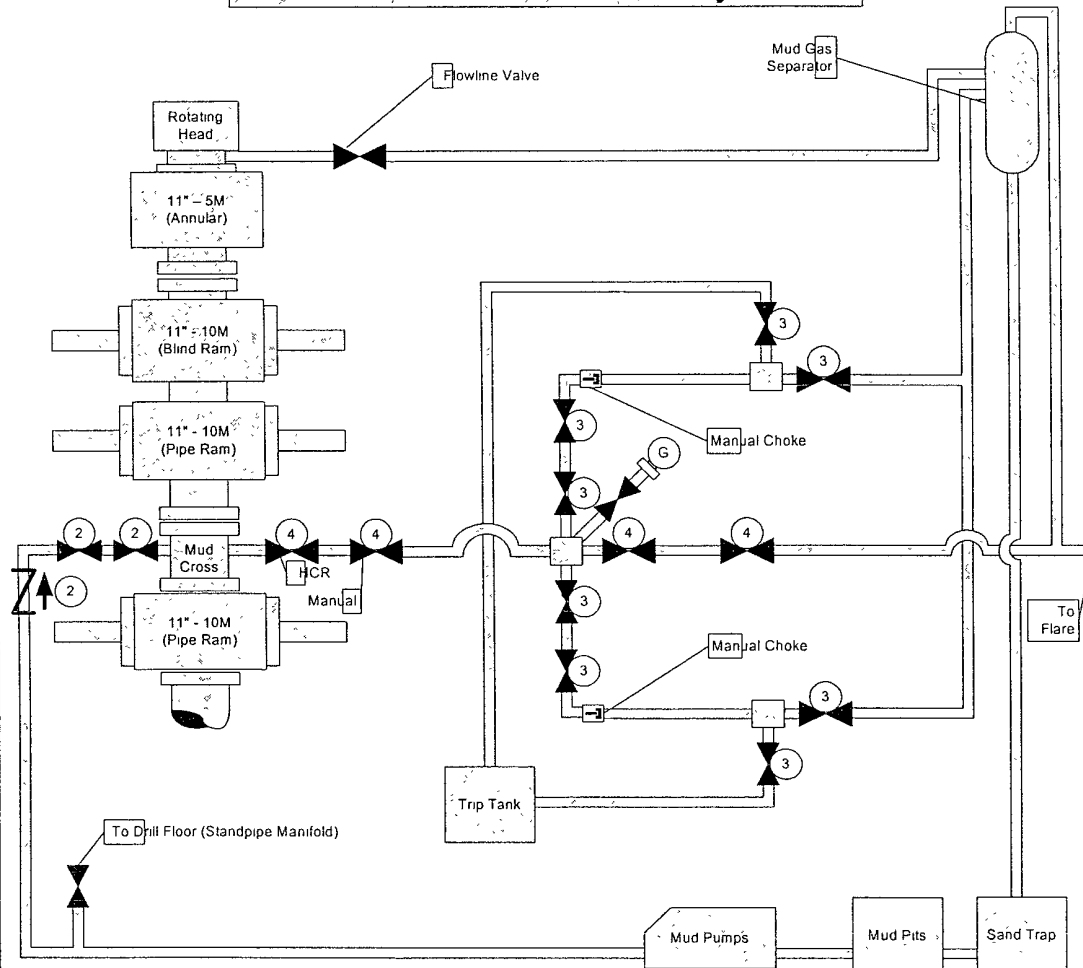 Flowline Valve
Mud Gas
Separator
Rotating
Head
11" – 5M
(Annular)
11" - 10M
(Blind Ram)
3
3
11" - 10M
(Pipe Ram)
3
Manual Choke
G
3
2
2
Mud
Cross
4
4
4
4
HCR
Manual
2
3
To
Flare
11" - 10M
(Pipe Ram)
Manual Choke
3
3
3
Trip Tank
To Drill Floor (Standpipe Manifold)
Mud Pumps
Mud Pits
Sand Trap